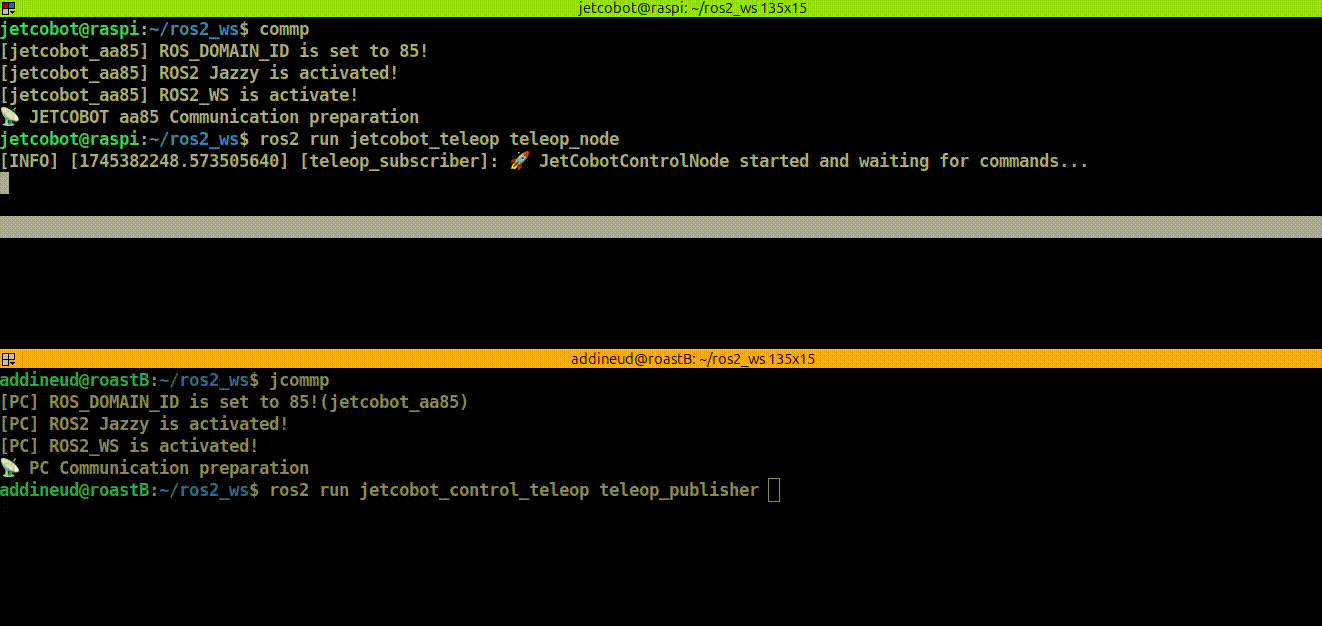 jetcobot@raspi: ~/ros2_ws 135x15
jetcobot@raspi:~/ros2_ws$ commp
[jetcobot_aa85] ROS_DOMAIN_ID is set to 85!
[jetcobot_aa85] ROS2 Jazzy is activated!
[jetcobot_aa85] ROS2_WS is activate!
📡 JETCOBOT aa85 Communication preparation
jetcobot@raspi:~/ros2_ws$ ros2 run jetcobot_teleop teleop_node
[INFO] [1745382248.573505640] [teleop_subscriber]: 🚀 JetCobotControlNode started and waiting for commands...
addineud@roastB: ~/ros2_ws 135x15
addineud@roastB:~/ros2_ws$ jcommp
[PC] ROS_DOMAIN_ID is set to 85!(jetcobot_aa85)
[PC] ROS2 Jazzy is activated!
[PC] ROS2_WS is activated!
📡 PC Communication preparation
addineud@roastB:~/ros2_ws$ ros2 run jetcobot_control_teleop teleop_publisher